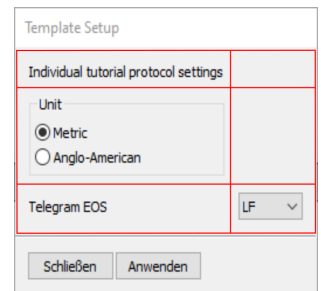 Template Setup
Individual tutorial protocol settings
Unit
Metric
Anglo-American
Telegram EOS
LF
Schließen Anwenden